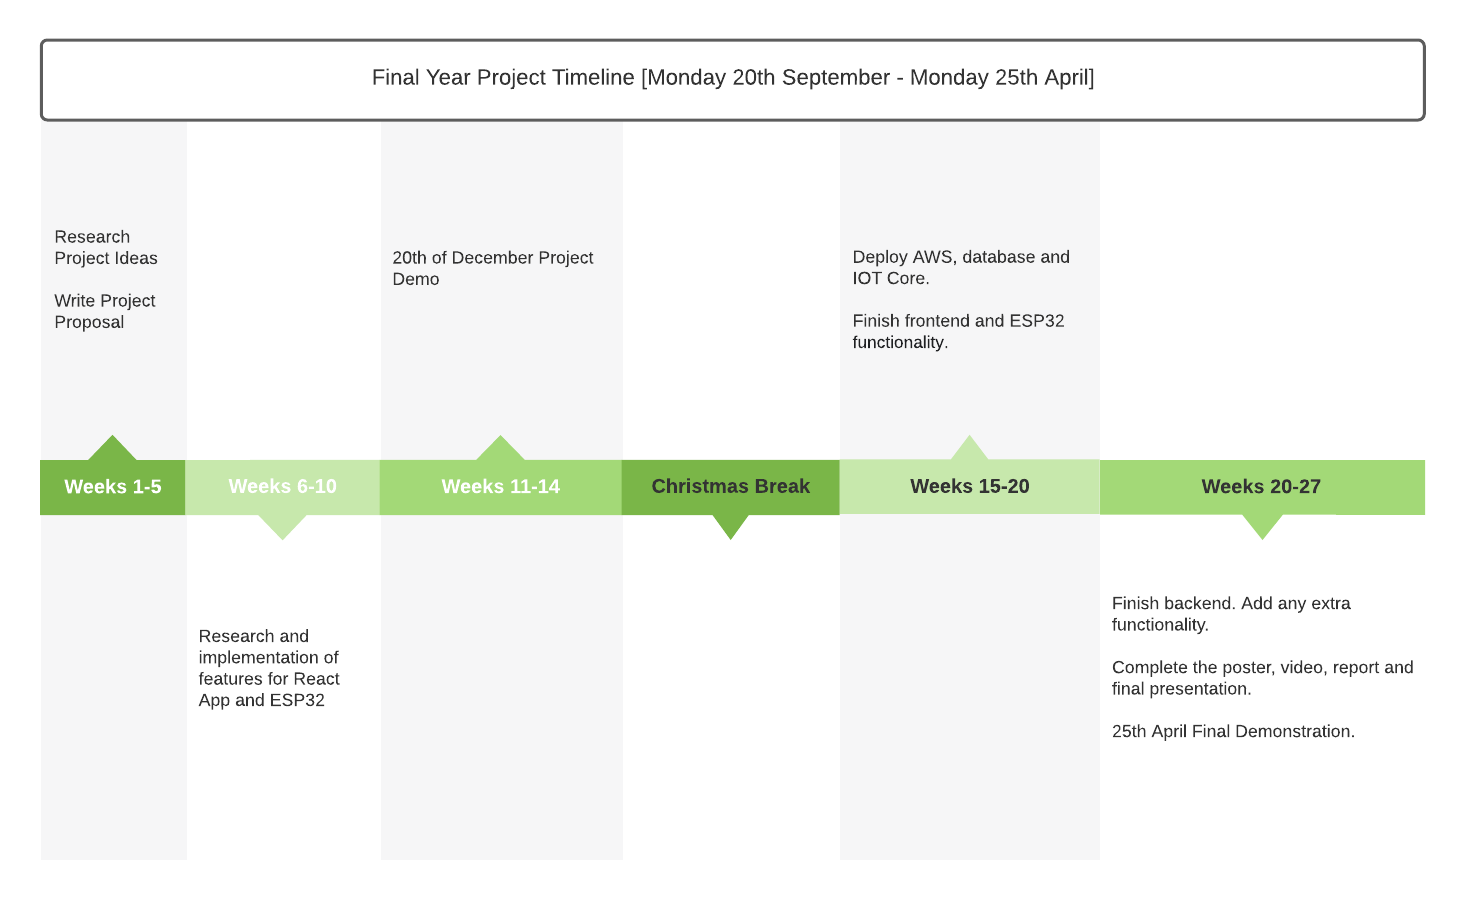 Final Year Project Timeline [Monday 20th September - Monday 25th April]
Research
Project Ideas
Write Project
Proposal
20th of December Project
Demo
Deploy AWS, database and
IOT Core.
Finish frontend and ESP32
functionality.
Weeks 1-5
Weeks 6-10
Weeks 11-14
Christmas Break
Weeks 15-20
Weeks 20-27
Research and
implementation of
features for React
App and ESP32
Finish backend. Add any extra
functionality.
Complete the poster, video, report and
final presentation.
25th April Final Demonstration.